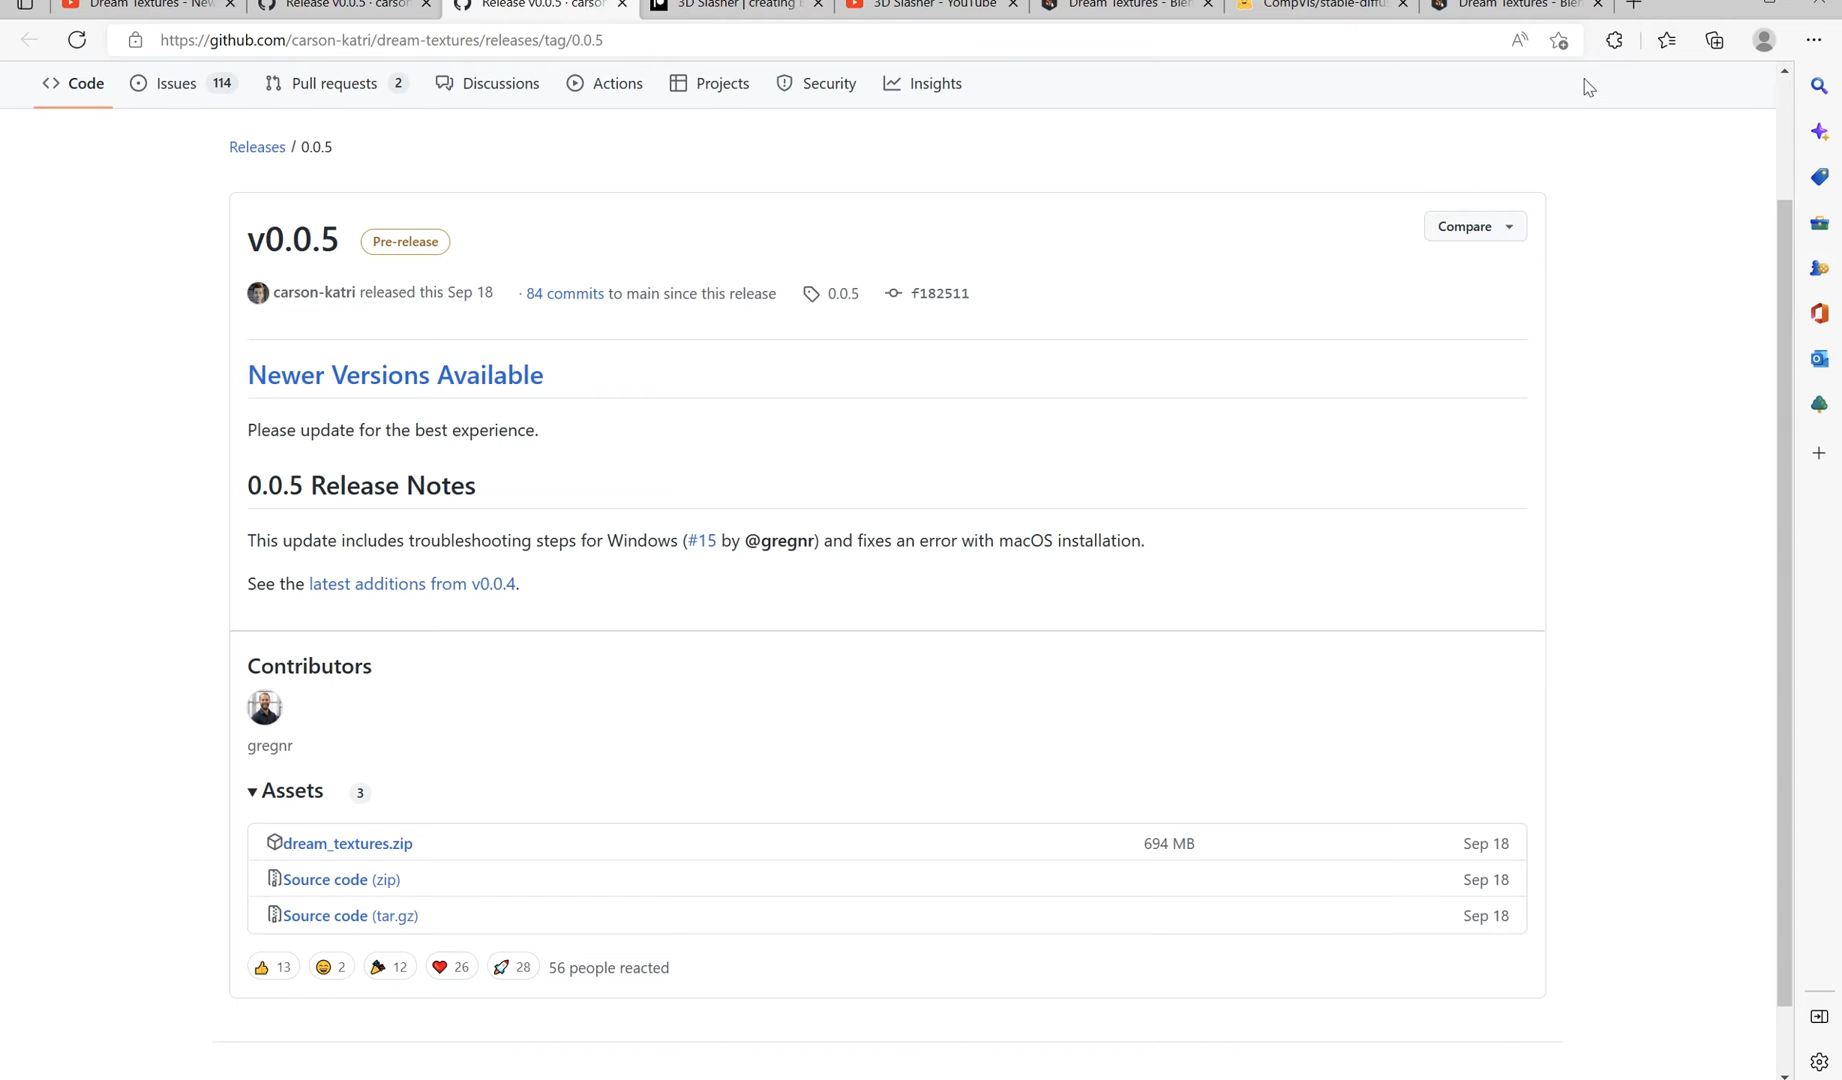 Dream Textures - New
Release v0.0.5 · carson
Release v0.0.5 · carson
3D Slasher | creating
3D Slasher - YouTube
Dream Textures - Blen
CompVis/stable-diffus
Dream Textures - Blen
https://github.com/carson-katri/dream-textures/releases/tag/0.0.5
Code
Issues 114
Pull requests 2
Discussions
Actions
Projects
Security
Insights
Releases / 0.0.5
v0.0.5 Pre-release
Compare
carson-katri released this Sep 18 · 84 commits to main since this release 0.0.5 f182511
Newer Versions Available
Please update for the best experience.
0.0.5 Release Notes
This update includes troubleshooting steps for Windows (#15 by @gregnr) and fixes an error with macOS installation.
See the latest additions from v0.0.4.
Contributors
gregnr
Assets 3
dream_textures.zip 694 MB Sep 18
Source code (zip) Sep 18
Source code (tar.gz) Sep 18
13 2 12 26 28 56 people reacted